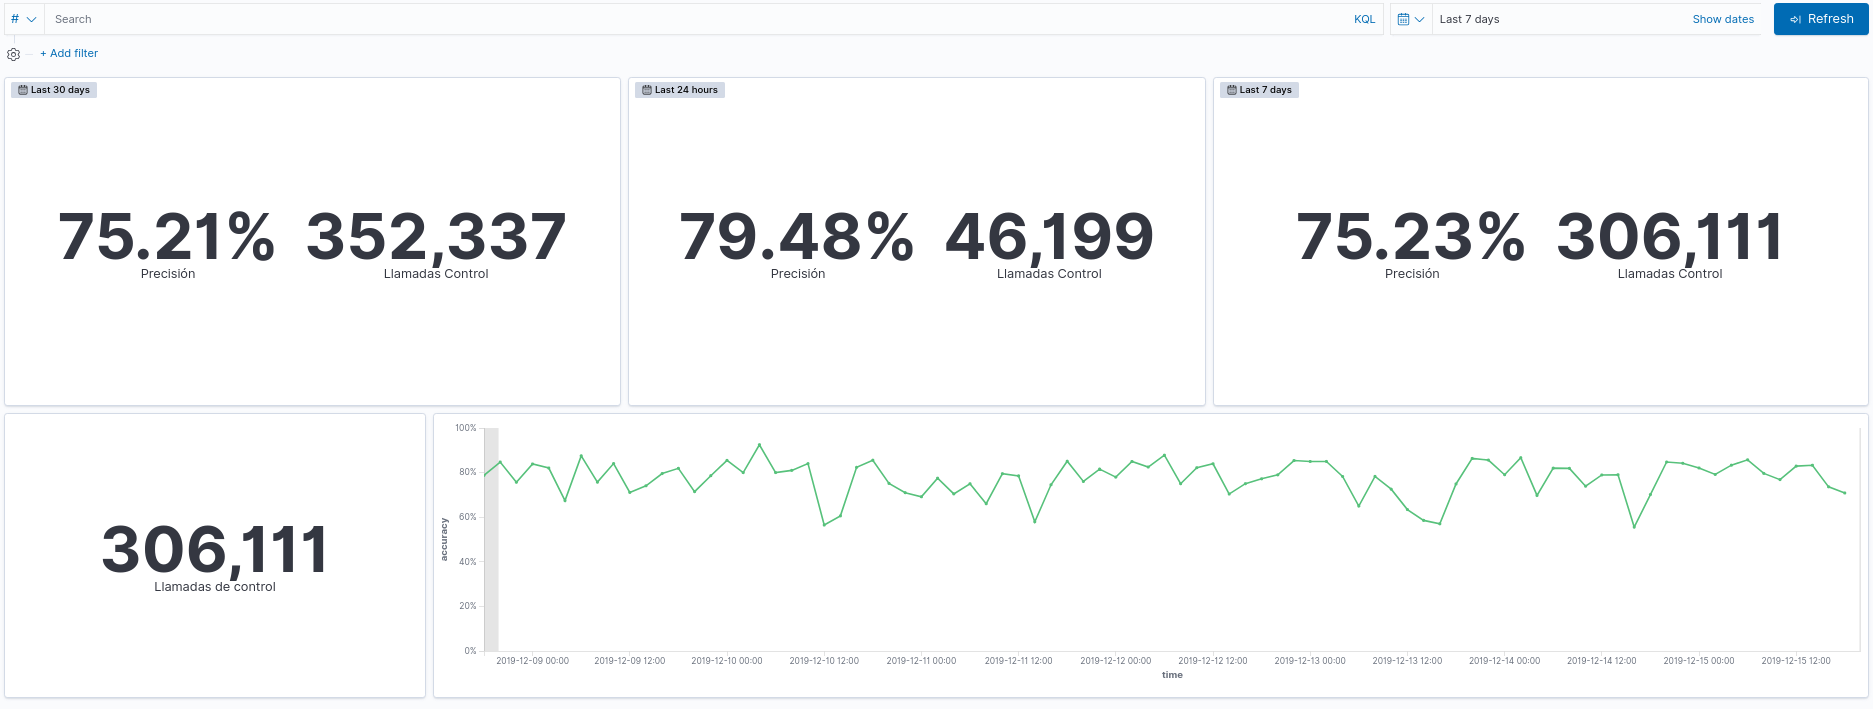 # Search KQL Last 7 days Show dates Refresh
+ Add filter
Last 30 days
75.21% 352,337
Precisión Llamadas Control
Last 24 hours
79.48% 46,199
Precisión Llamadas Control
Last 7 days
75.23% 306,111
Precisión Llamadas Control
306,111
Llamadas de control
100%
80%
60%
40%
20%
0%
accuracy
2019-12-09 00:00 2019-12-09 12:00 2019-12-10 00:00 2019-12-10 12:00 2019-12-11 00:00 2019-12-11 12:00 2019-12-12 00:00 2019-12-12 12:00 2019-12-13 00:00 2019-12-13 12:00 2019-12-14 00:00 2019-12-14 12:00 2019-12-15 00:00 2019-12-15 12:00
time